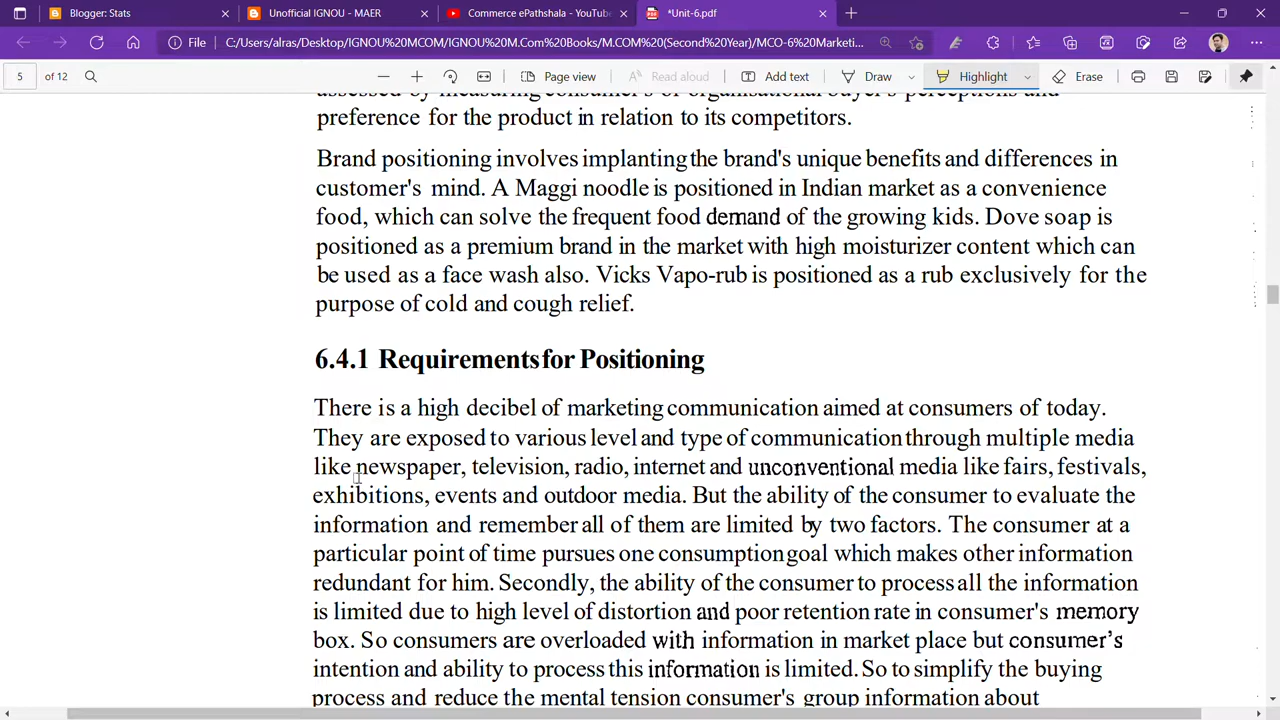 Blogger: Stats
Unofficial IGNOU - MAER
Commerce ePathshala - YouTube
*Unit-6.pdf
File
C:/Users/alras/Desktop/IGNOU%20MCOM/IGNOU%20M.Com%20Books/M.COM%20(Second%20Year)/MCO-6%20Marketi...
5 of 12
Page view
Read aloud
Add text
Draw
Highlight
Erase
assessed by measuring consumer's or organisational buyer's perceptions and
preference for the product in relation to its competitors.
Brand positioning involves implanting the brand's unique benefits and differences in
customer's mind. A Maggi noodle is positioned in Indian market as a convenience
food, which can solve the frequent food demand of the growing kids. Dove soap is
positioned as a premium brand in the market with high moisturizer content which can
be used as a face wash also. Vicks Vapo-rub is positioned as a rub exclusively for the
purpose of cold and cough relief.
6.4.1 Requirements for Positioning
There is a high decibel of marketing communication aimed at consumers of today.
They are exposed to various level and type of communication through multiple media
like newspaper, television, radio, internet and unconventional media like fairs, festivals,
exhibitions, events and outdoor media. But the ability of the consumer to evaluate the
information and remember all of them are limited by two factors. The consumer at a
particular point of time pursues one consumption goal which makes other information
redundant for him. Secondly, the ability of the consumer to process all the information
is limited due to high level of distortion and poor retention rate in consumer's memory
box. So consumers are overloaded with information in market place but consumer's
intention and ability to process this information is limited. So to simplify the buying
process and reduce the mental tension consumer's group information about